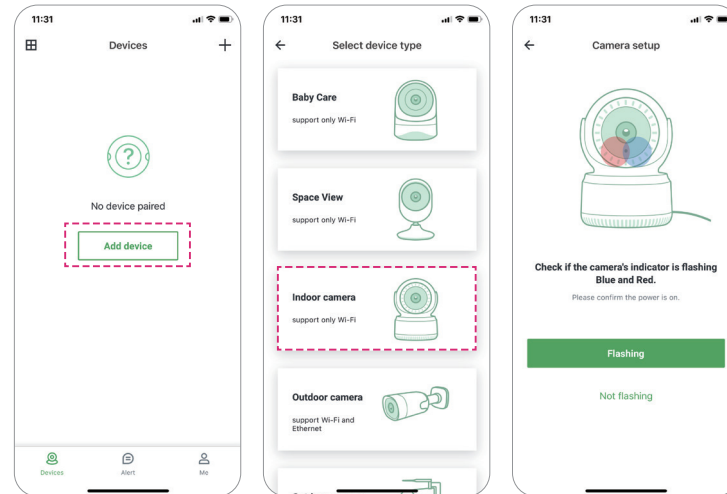 11:31
Devices
No device paired
Add device
Devices
Alert
Me
11:31
Select device type
Baby Care
support only Wi-Fi
Space View
support only Wi-Fi
Indoor camera
support only Wi-Fi
Outdoor camera
support Wi-Fi and
Ethernet
11:31
Camera setup
Check if the camera's indicator is flashing
Blue and Red.
Please confirm the power is on.
Flashing
Not flashing